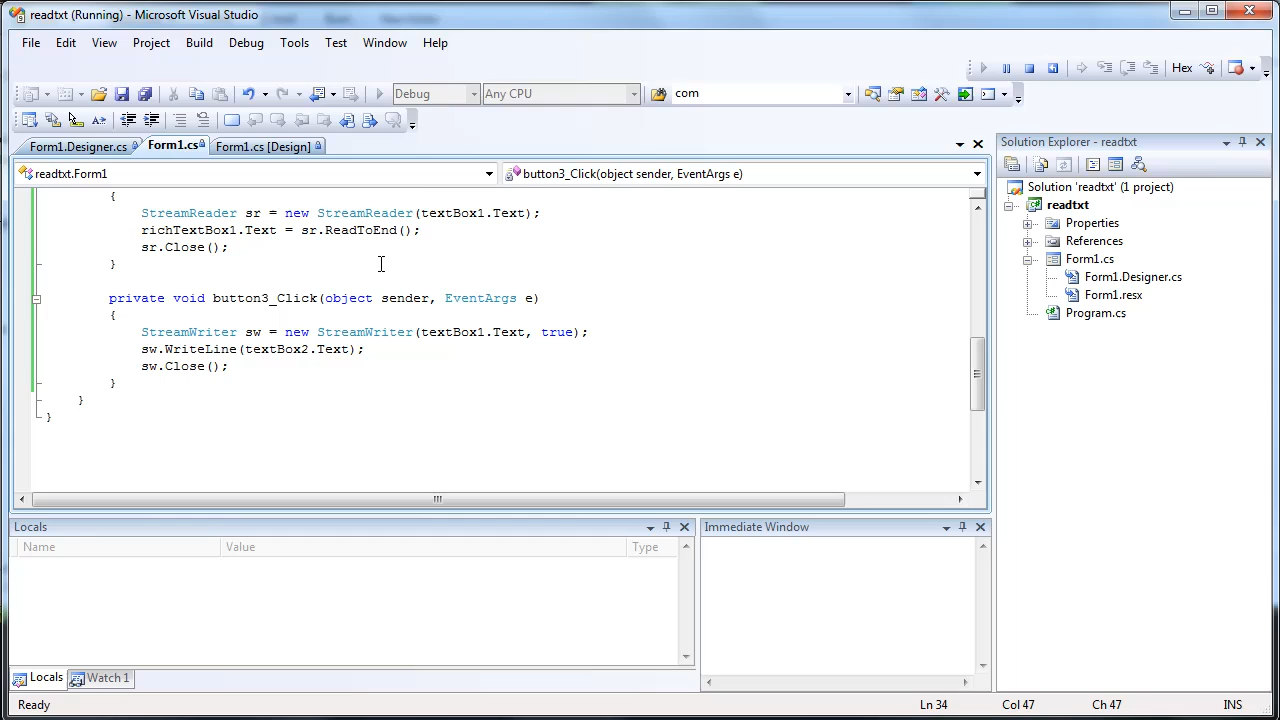 readtxt (Running) - Microsoft Visual Studio
File Edit View Project Build Debug Tools Test Window Help
Hex
Debug Any CPU com
Form1.Designer.cs Form1.cs Form1.cs [Design]
readtxt.Form1 button3_Click(object sender, EventArgs e)
{
StreamReader sr = new StreamReader(textBox1.Text);
richTextBox1.Text = sr.ReadToEnd();
sr.Close();
}
private void button3_Click(object sender, EventArgs e)
{
StreamWriter sw = new StreamWriter(textBox1.Text, true);
sw.WriteLine(textBox2.Text);
sw.Close();
}
}
}
Solution Explorer - readtxt
Solution 'readtxt' (1 project)
readtxt
Properties
References
Form1.cs
Form1.Designer.cs
Form1.resx
Program.cs
Locals
Name Value Type
Immediate Window
Locals Watch 1
Ready Ln 34 Col 47 Ch 47 INS